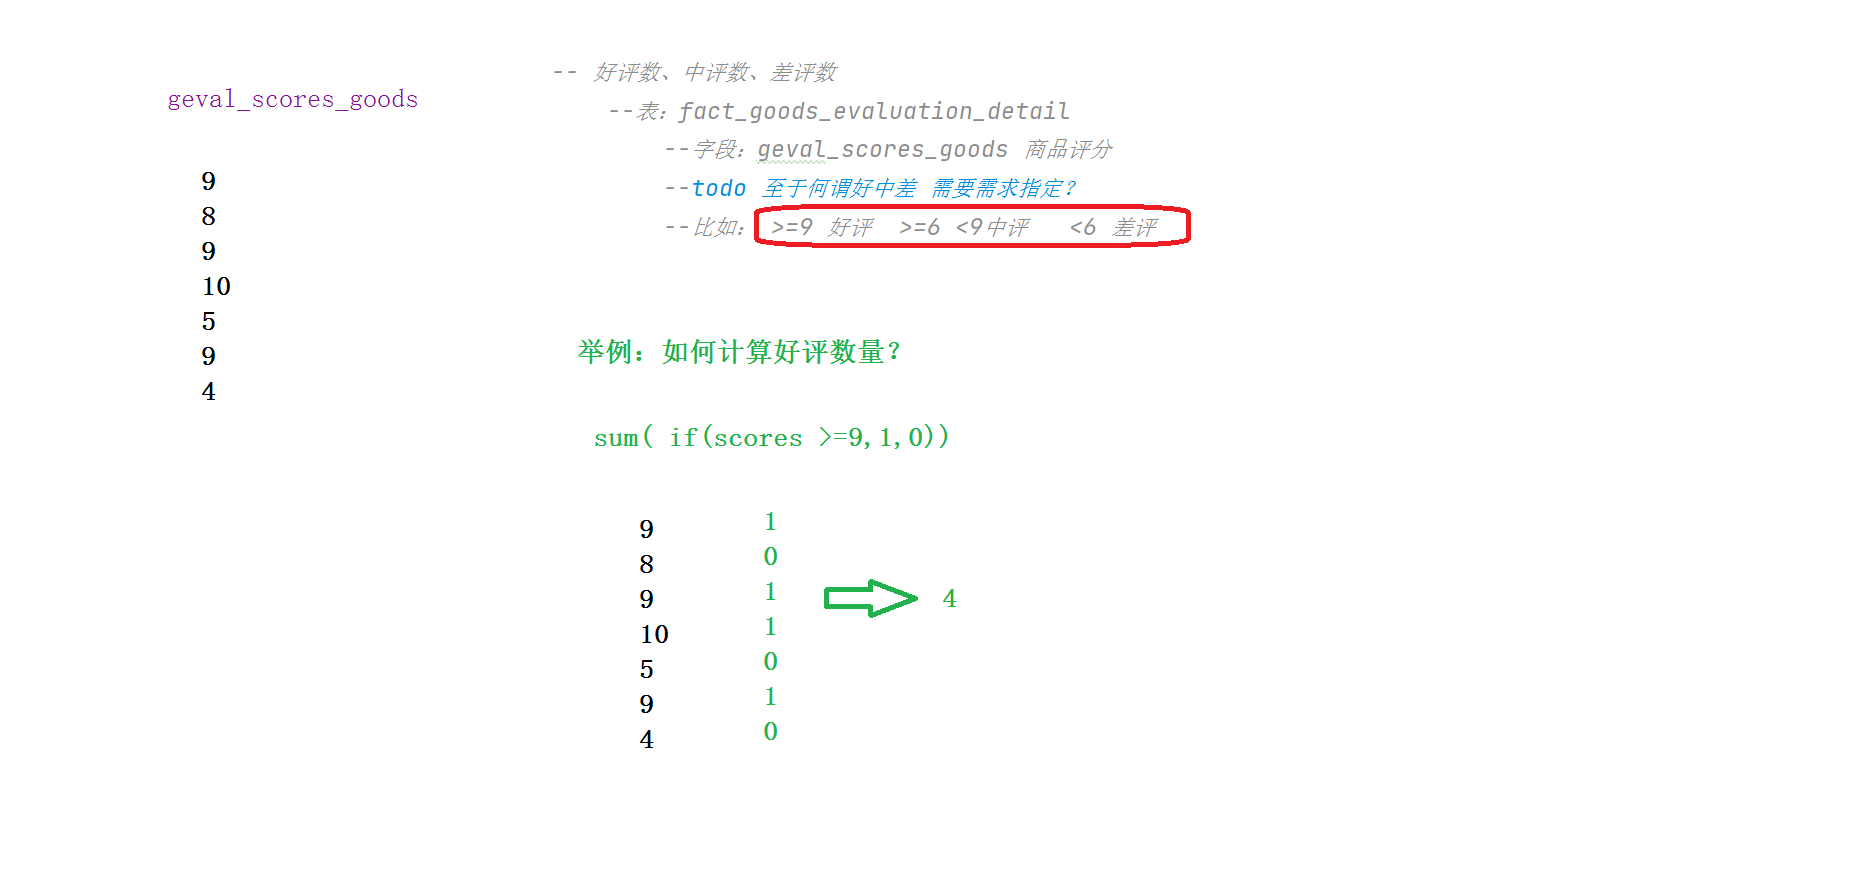 geval_scores_goods
9
8
9
10
5
9
4
-- 好评数、中评数、差评数
--表：fact_goods_evaluation_detail
--字段：geval_scores_goods 商品评分
--todo 至于何谓好中差 需要需求指定？
--比如： >=9 好评 >=6 <9中评 <6 差评
举例：如何计算好评数量？
sum( if(scores >=9,1,0))
9 1
8 0
9 1
10 1
5 0
9 1
4 0
4